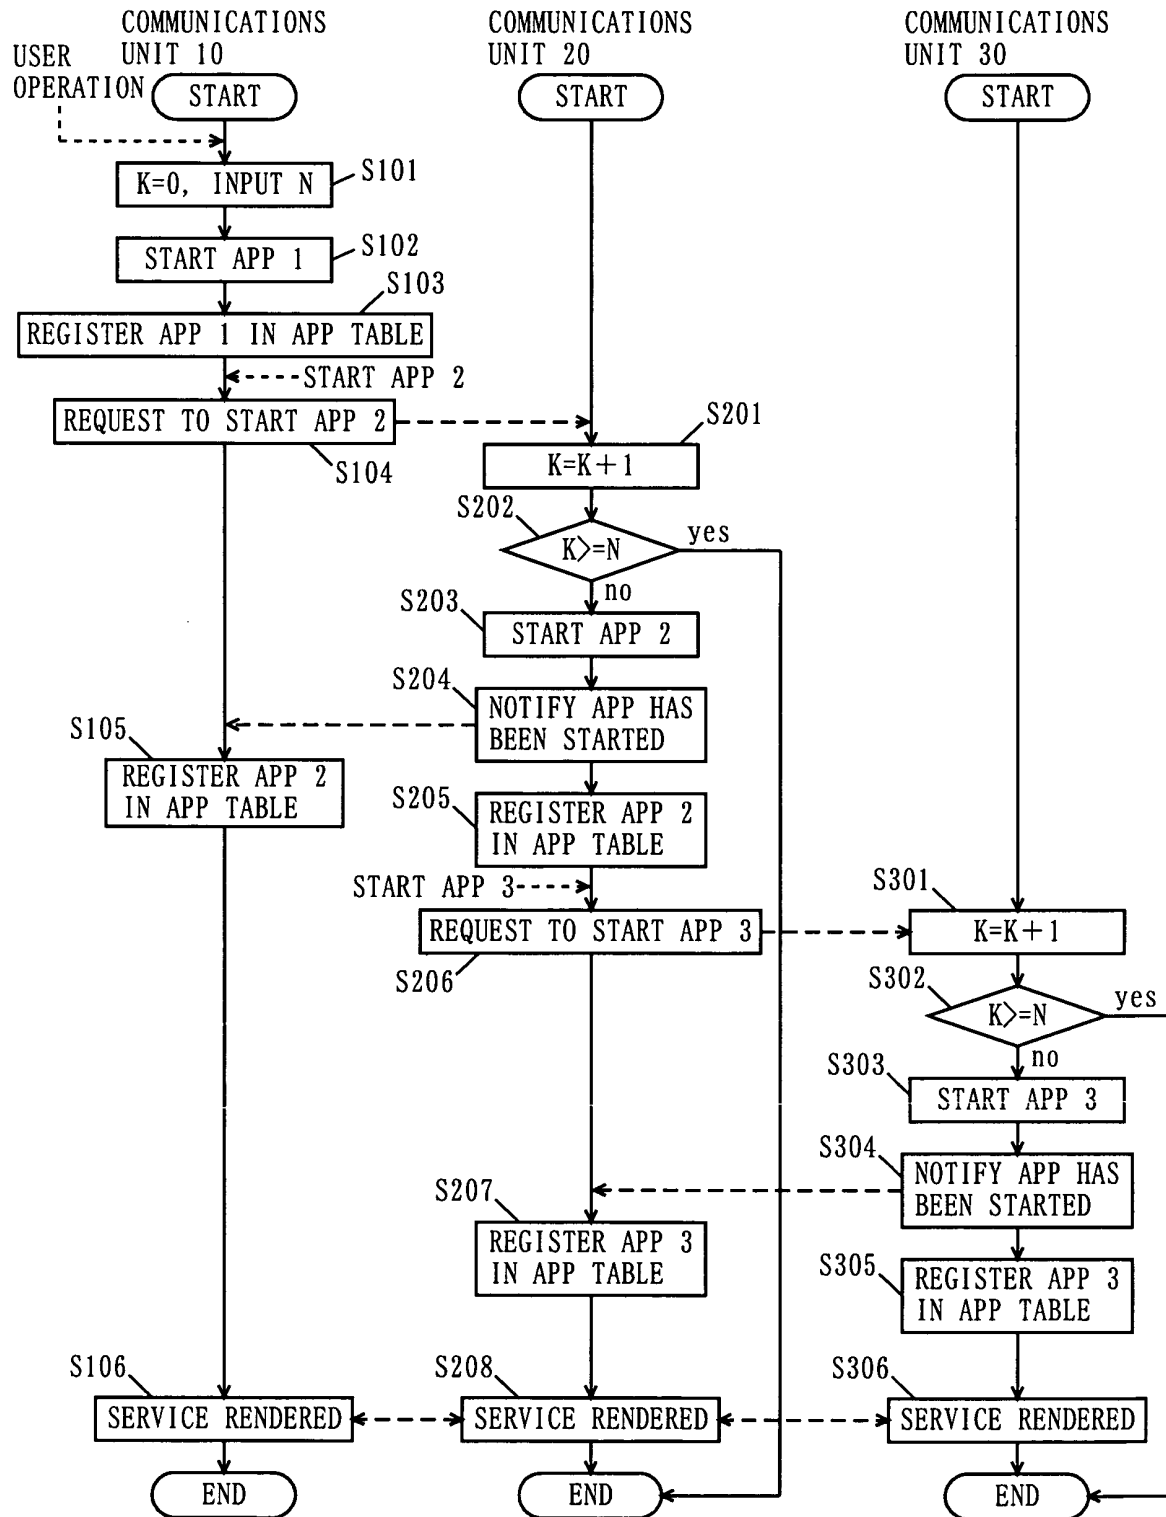 COMMUNICATIONS
UNIT 10
COMMUNICATIONS
UNIT 20
COMMUNICATIONS
UNIT 30
USER
OPERATION
START
START
START
K=0, INPUT N
S101
START APP 1
S102
S103
REGISTER APP 1 IN APP TABLE
START APP 2
REQUEST TO START APP 2
S104
S201
K=K+1
S202
K>=N
yes
no
S203
START APP 2
S204
NOTIFY APP HAS
BEEN STARTED
S105
REGISTER APP 2
IN APP TABLE
S205
REGISTER APP 2
IN APP TABLE
START APP 3
REQUEST TO START APP 3
S206
S301
K=K+1
S302
K>=N
yes
no
S303
START APP 3
S304
NOTIFY APP HAS
BEEN STARTED
S207
REGISTER APP 3
IN APP TABLE
S305
REGISTER APP 3
IN APP TABLE
S106
SERVICE RENDERED
S208
SERVICE RENDERED
S306
SERVICE RENDERED
END
END
END